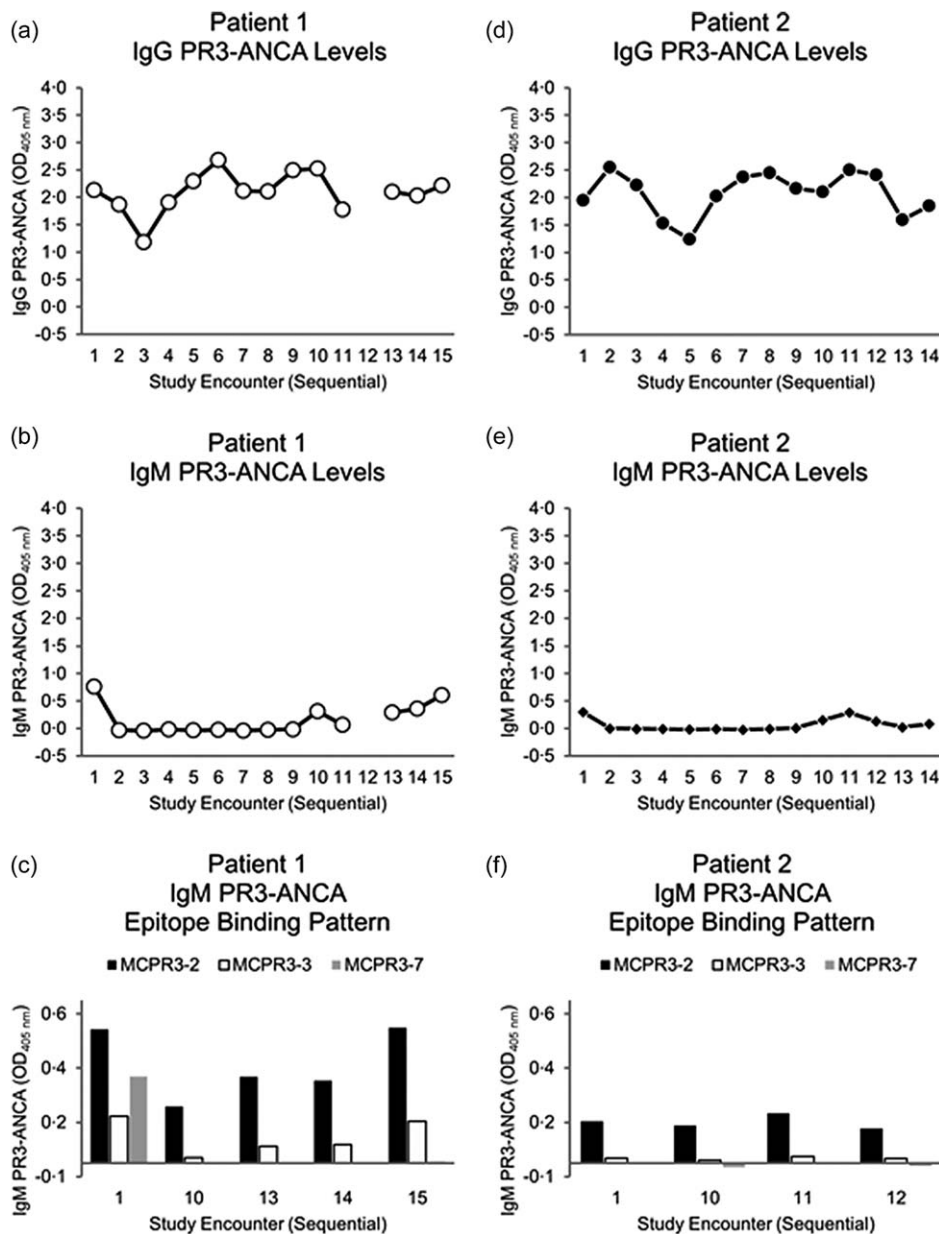 (a)
Patient 1
IgG PR3-ANCA Levels
IgG PR3-ANCA (OD405 nm)
4·0
3·5
3·0
2·5
2·0
1·5
1·0
0·5
0·0
-0·5
1 2 3 4 5 6 7 8 9 10 11 12 13 14 15
Study Encounter (Sequential)
(d)
Patient 2
IgG PR3-ANCA Levels
IgG PR3-ANCA (OD405 nm)
4·0
3·5
3·0
2·5
2·0
1·5
1·0
0·5
0·0
-0·5
1 2 3 4 5 6 7 8 9 10 11 12 13 14
Study Encounter (Sequential)
(b)
Patient 1
IgM PR3-ANCA Levels
IgM PR3-ANCA (OD405 nm)
4·0
3·5
3·0
2·5
2·0
1·5
1·0
0·5
0·0
-0·5
1 2 3 4 5 6 7 8 9 10 11 12 13 14 15
Study Encounter (Sequential)
(e)
Patient 2
IgM PR3-ANCA Levels
IgM PR3-ANCA (OD405 nm)
4·0
3·5
3·0
2·5
2·0
1·5
1·0
0·5
0·0
-0·5
1 2 3 4 5 6 7 8 9 10 11 12 13 14
Study Encounter (Sequential)
(c)
Patient 1
IgM PR3-ANCA
Epitope Binding Pattern
MCPR3-2 MCPR3-3 MCPR3-7
IgM PR3-ANCA (OD405 nm)
0·6
0·4
0·2
-0·1
1 10 13 14 15
Study Encounter (Sequential)
(f)
Patient 2
IgM PR3-ANCA
Epitope Binding Pattern
MCPR3-2 MCPR3-3 MCPR3-7
IgM PR3-ANCA (OD405 nm)
0·6
0·4
0·2
-0·1
1 10 11 12
Study Encounter (Sequential)